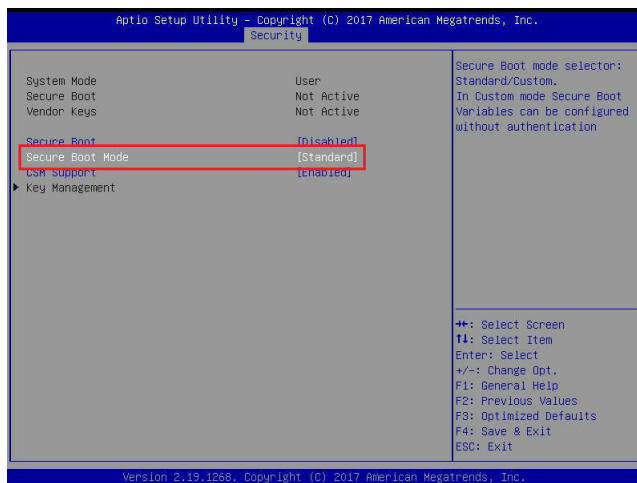 Aptio Setup Utility – Copyright (C) 2017 American Megatrends, Inc.
Security
System Mode User
Secure Boot Not Active
Vendor Keys Not Active
Secure Boot [Disabled]
Secure Boot Mode [Standard]
CSM Support [Enabled]
Key Management
Secure Boot mode selector:
Standard/Custom.
In Custom mode Secure Boot
Variables can be configured
without authentication
→←: Select Screen
↑↓: Select Item
Enter: Select
+/-: Change Opt.
F1: General Help
F2: Previous Values
F3: Optimized Defaults
F4: Save & Exit
ESC: Exit
Version 2.19.1268. Copyright (C) 2017 American Megatrends, Inc.